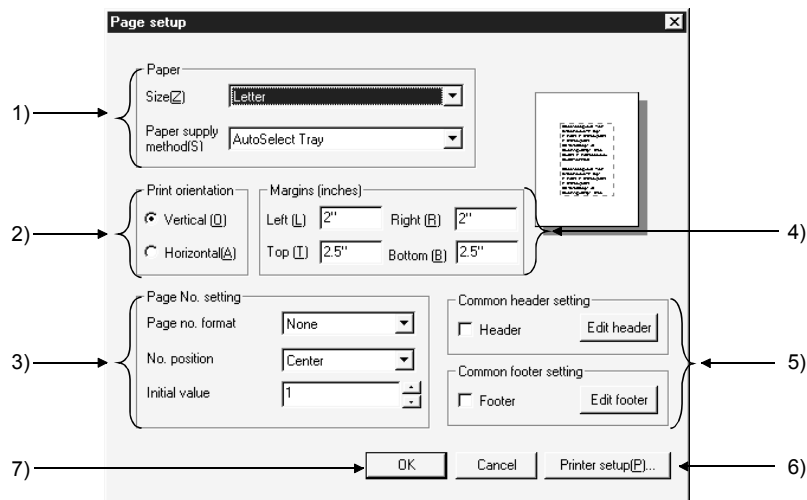 Page setup
Paper
1)
Size(Z)
Letter
Paper supply
method(S)
AutoSelect Tray
Print orientation
Margins (inches)
2)
Vertical (O)
Left (L)
2"
Right (R)
2"
4)
Horizontal(A)
Top (T)
2.5"
Bottom (B)
2.5"
Page No. setting
Common header setting
Page no. format
None
Header
Edit header
3)
No. position
Center
5)
Common footer setting
Initial value
1
Footer
Edit footer
7)
OK
Cancel
Printer setup(P)...
6)